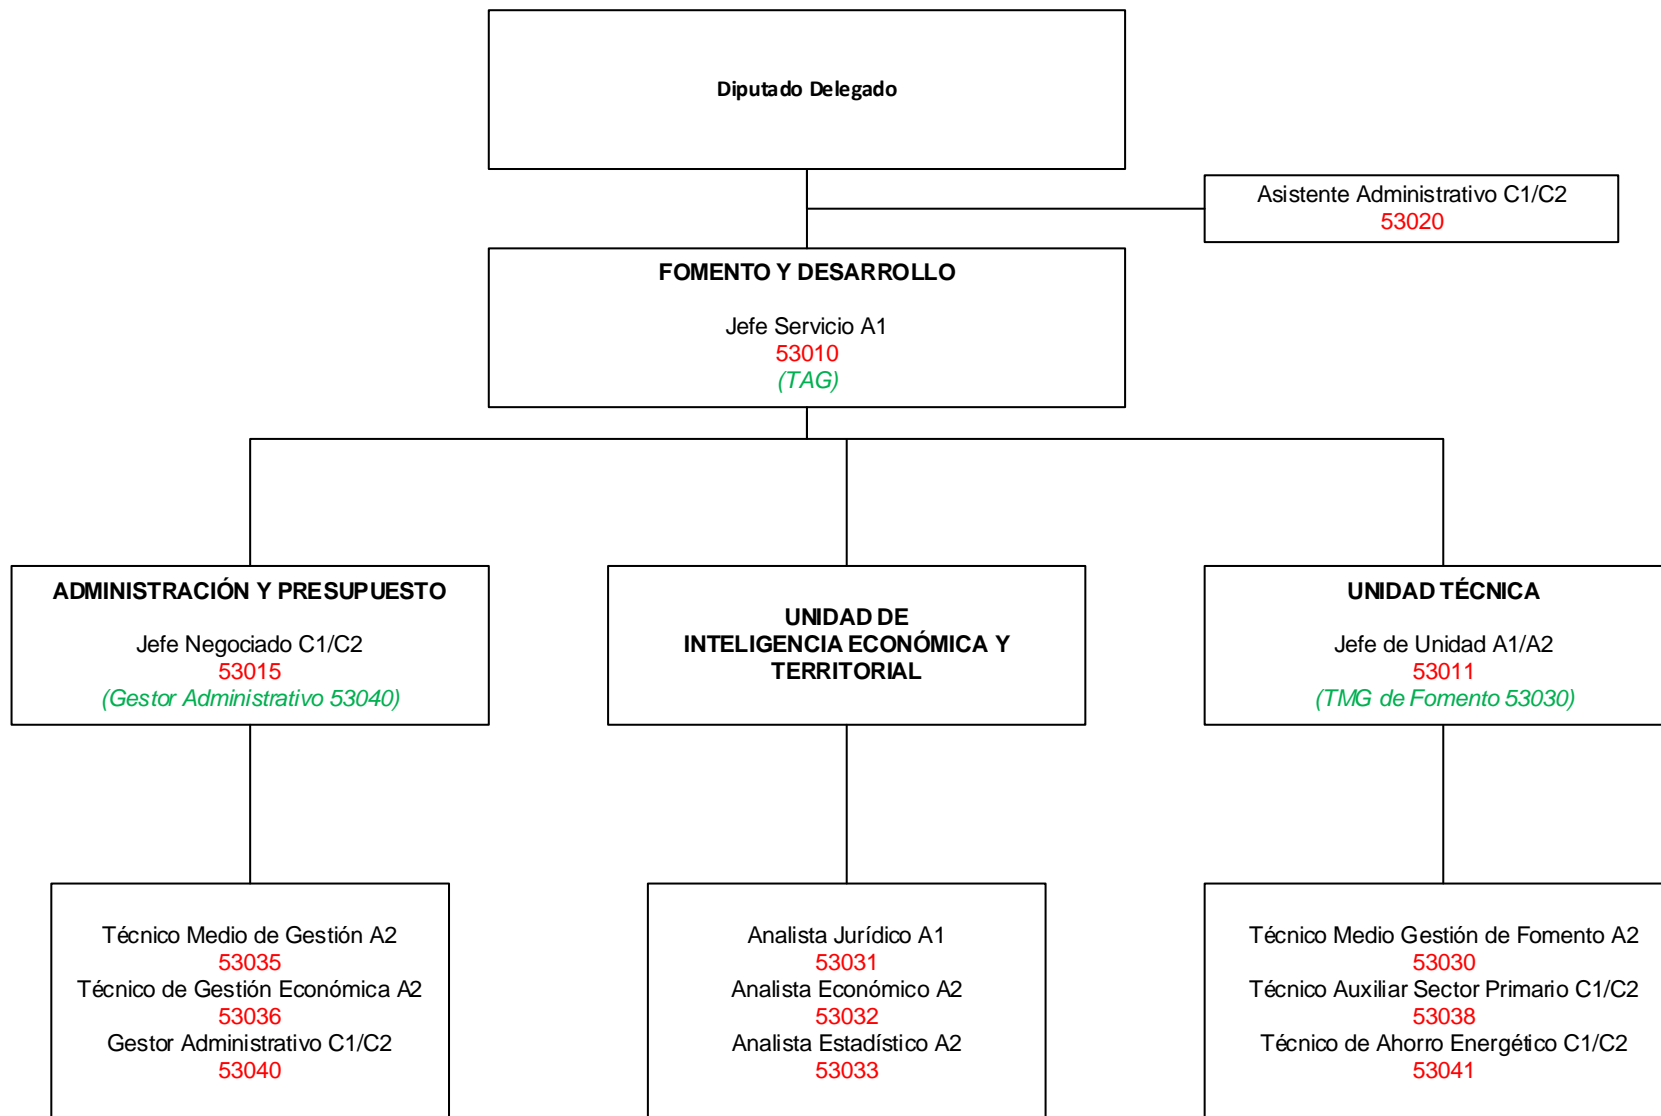 Diputado Delegado
Asistente Administrativo C1/C2
53020
FOMENTO Y DESARROLLO
Jefe Servicio A1
53010
(TAG)
ADMINISTRACIÓN Y PRESUPUESTO
Jefe Negociado C1/C2
53015
(Gestor Administrativo 53040)
UNIDAD DE
INTELIGENCIA ECONÓMICA Y
TERRITORIAL
UNIDAD TÉCNICA
Jefe de Unidad A1/A2
53011
(TMG de Fomento 53030)
Técnico Medio de Gestión A2
53035
Técnico de Gestión Económica A2
53036
Gestor Administrativo C1/C2
53040
Analista Jurídico A1
53031
Analista Económico A2
53032
Analista Estadístico A2
53033
Técnico Medio Gestión de Fomento A2
53030
Técnico Auxiliar Sector Primario C1/C2
53038
Técnico de Ahorro Energético C1/C2
53041